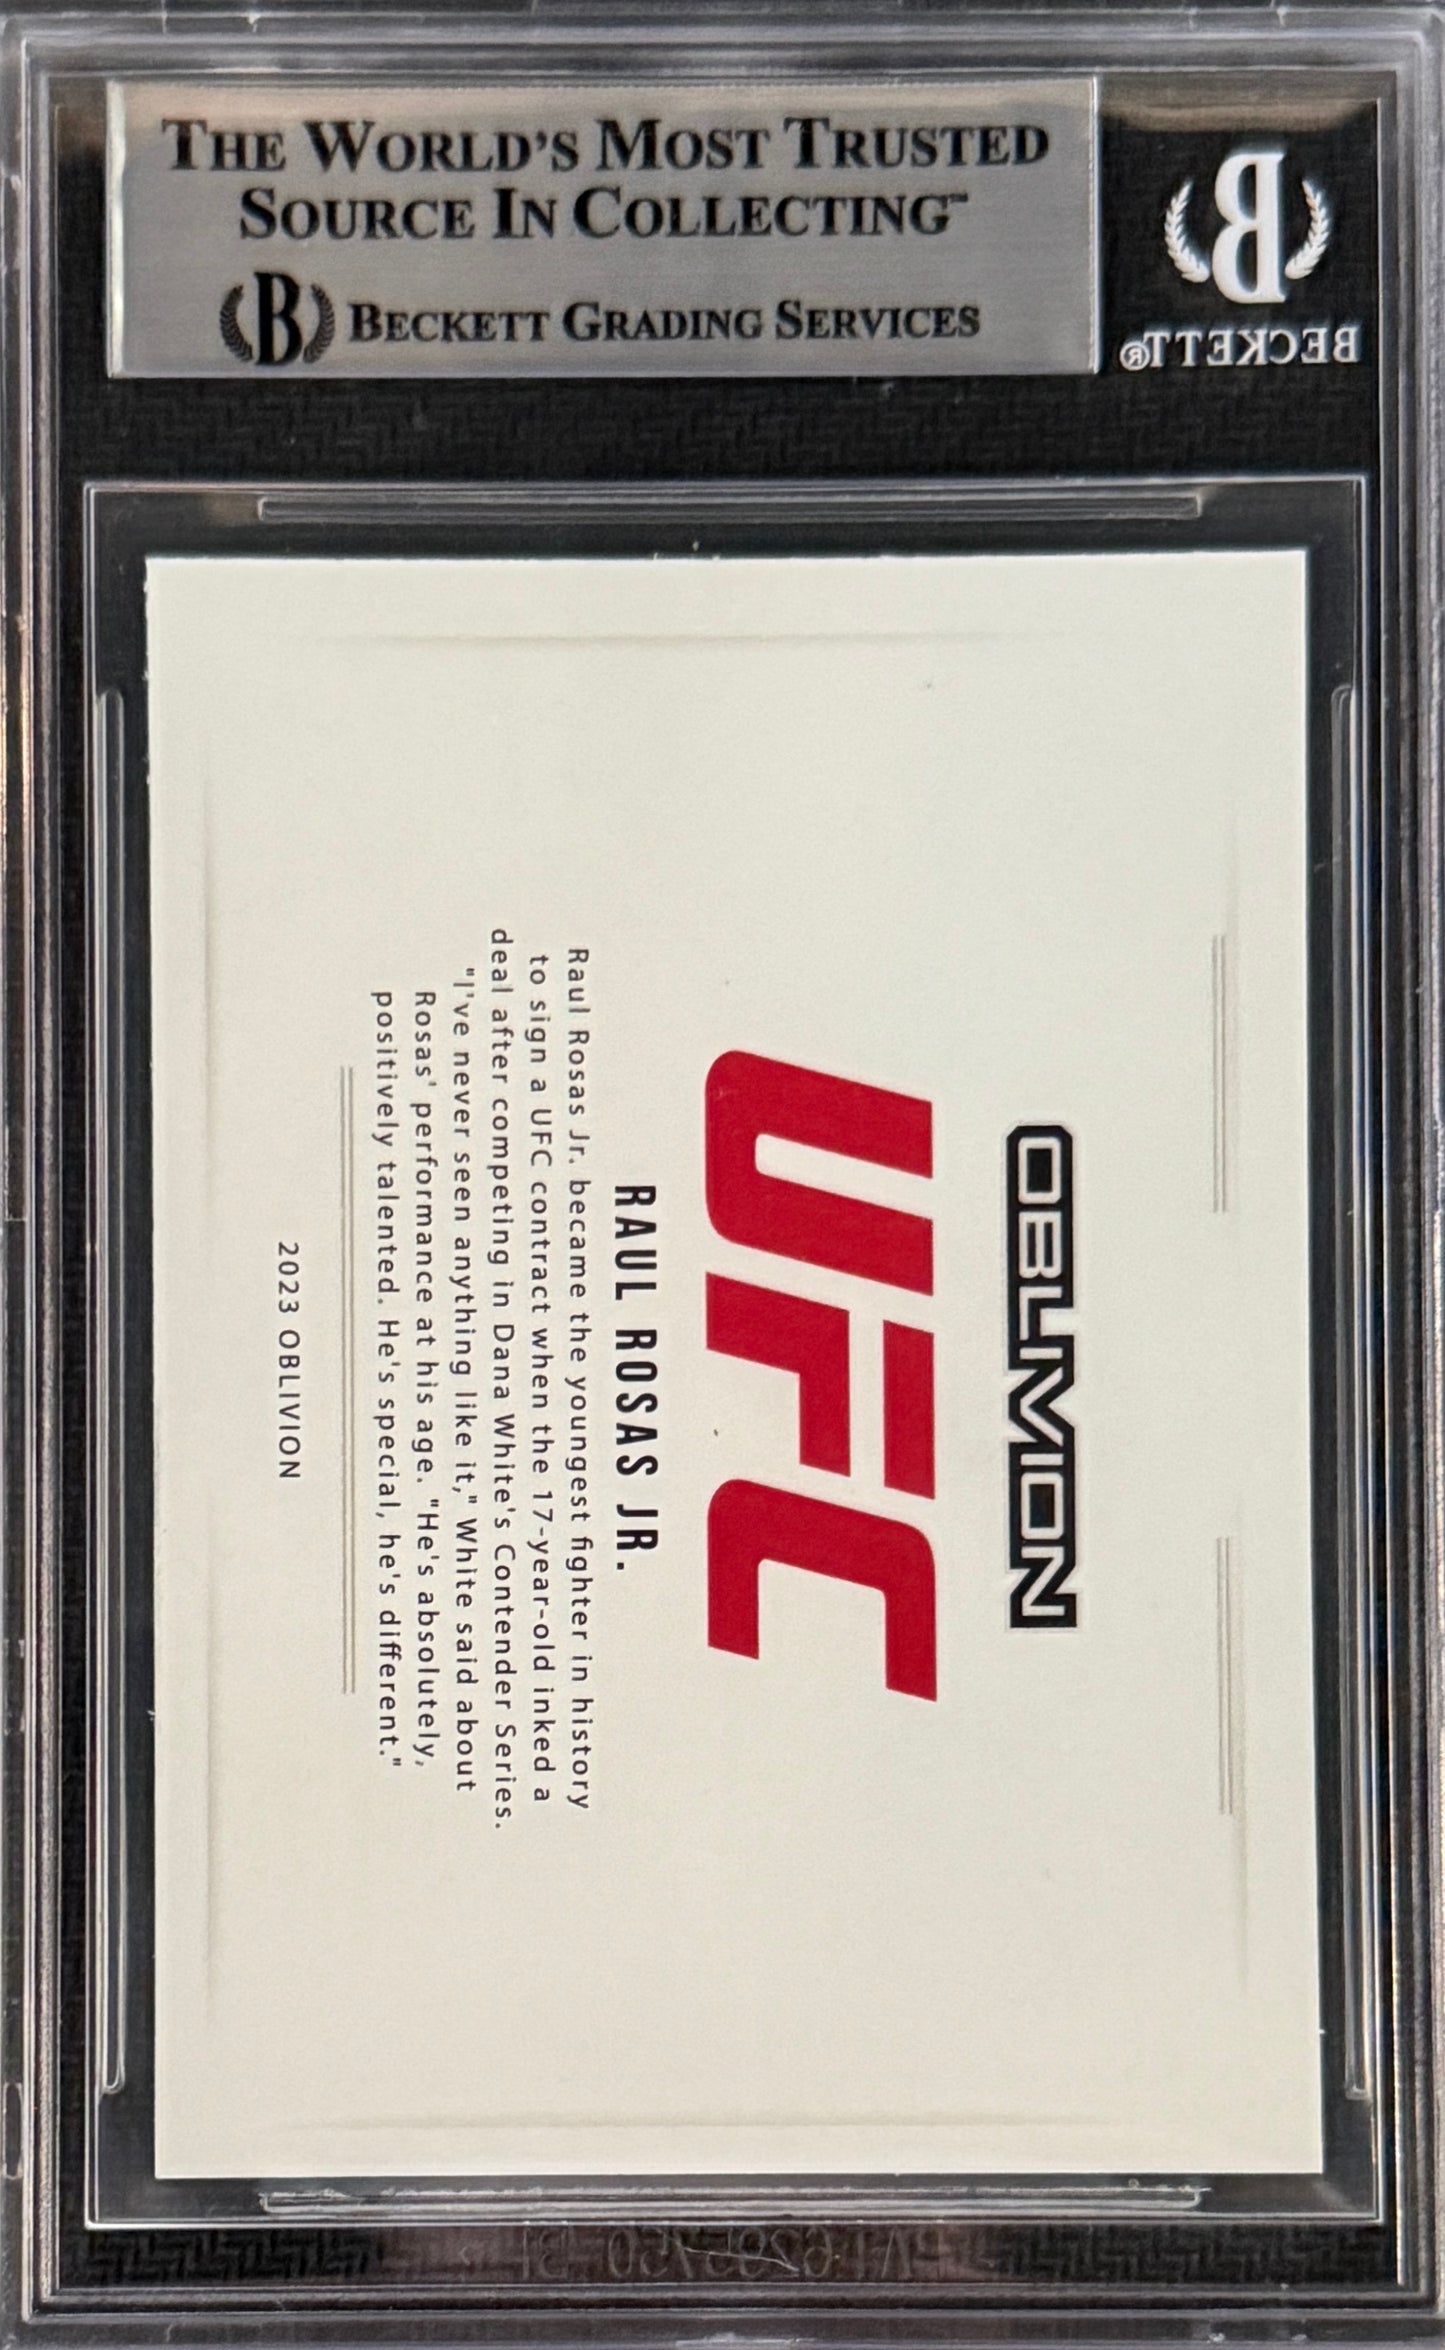 THE WORLD'S MOST TRUSTED
SOURCE IN COLLECTING™
B BECKETT GRADING SERVICES
B
BECKETT®
OBLIVION
UFC
RAUL ROSAS JR.
Raul Rosas Jr. became the youngest fighter in history
to sign a UFC contract when the 17-year-old inked a
deal after competing in Dana White's Contender Series.
"I've never seen anything like it," White said about
Rosas' performance at his age. "He's absolutely,
positively talented. He's special, he's different."
2023 OBLIVION